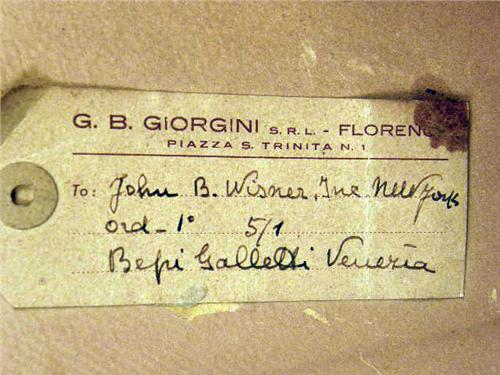 G. B. GiORGINI S.R.L. - FLORENC
PIAZZA S. TRINITA N. 1
To: John B. Wisner, Inc New York
ord - 1° 5/1
Bepi Galletti Venezia